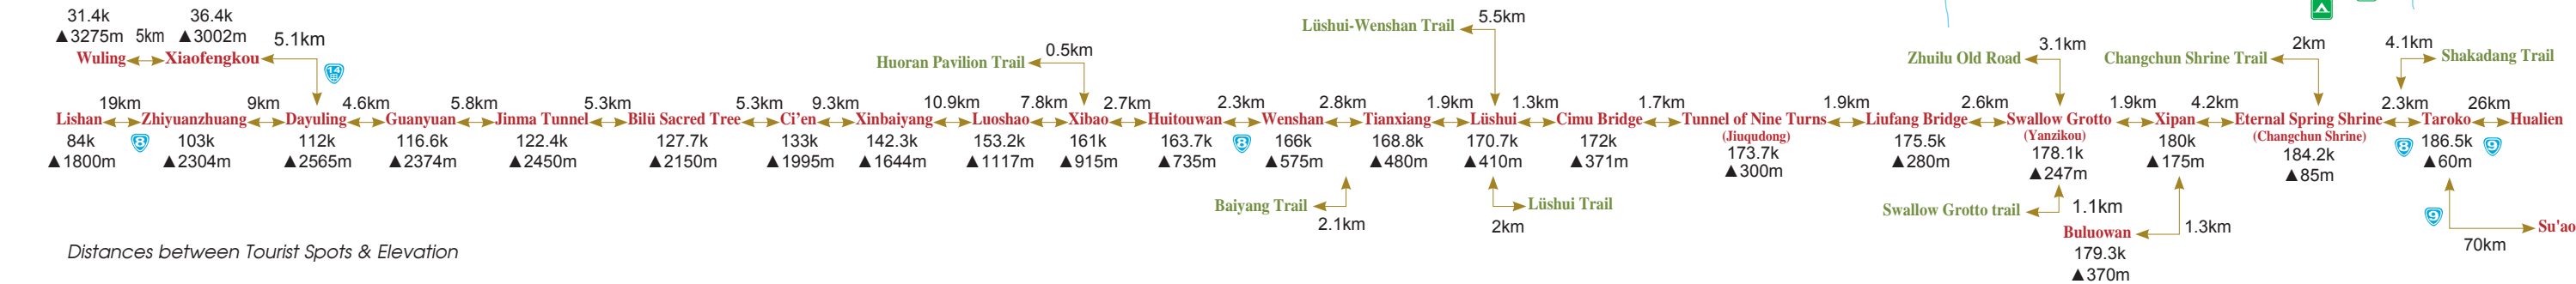 31.4k 36.4k
▲3275m 5km ▲3002m
Wuling Xiaofengkou 5.1km
14甲
Huoran Pavilion Trail 0.5km
Lüshui-Wenshan Trail 5.5km
Zhuilu Old Road 3.1km
Changchun Shrine Trail 2km
4.1km Shakadang Trail
19km 9km 4.6km 5.8km 5.3km 5.3km 9.3km 10.9km 7.8km 2.7km 2.3km 2.8km 1.9km 1.3km 1.7km 1.9km 2.6km 1.9km 4.2km 2.3km 26km
Lishan Zhiyuanzhuang Dayuling Guanyuan Jinma Tunnel Bilü Sacred Tree Ci'en Xinbaiyang Luoshao Xibao Huitouwan Wenshan Tianxiang Lüshui Cimu Bridge Tunnel of Nine Turns Liufang Bridge Swallow Grotto Xipan Eternal Spring Shrine Taroko Hualien
(Jiuqudong) (Yanzikou) (Changchun Shrine)
84k 8 103k 112k 116.6k 122.4k 127.7k 133k 142.3k 153.2k 161k 163.7k 8 166k 168.8k 170.7k 172k 173.7k 175.5k 178.1k 180k 184.2k 8 186.5k 9
▲1800m ▲2304m ▲2565m ▲2374m ▲2450m ▲2150m ▲1995m ▲1644m ▲1117m ▲915m ▲735m ▲575m ▲480m ▲410m ▲371m ▲300m ▲280m ▲247m ▲175m ▲85m ▲60m
Baiyang Trail
2.1km
Lüshui Trail
2km
Swallow Grotto trail 1.1km
Buluowan 1.3km
179.3k
▲370m
9
Su'ao
70km
Distances between Tourist Spots & Elevation